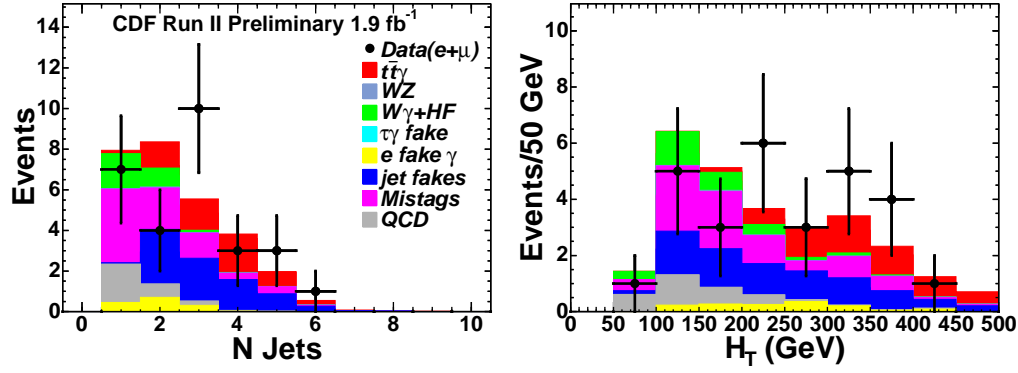 CDF Run II Preliminary 1.9 fb⁻¹
Data(e+μ)
tt̄γ
WZ
Wγ+HF
τγ fake
e fake γ
jet fakes
Mistags
QCD
Events
14
12
10
8
6
4
2
0
0 2 4 6 8 10
N Jets
Events/50 GeV
10
8
6
4
2
0
0 50 100 150 200 250 300 350 400 450 500
H_T (GeV)